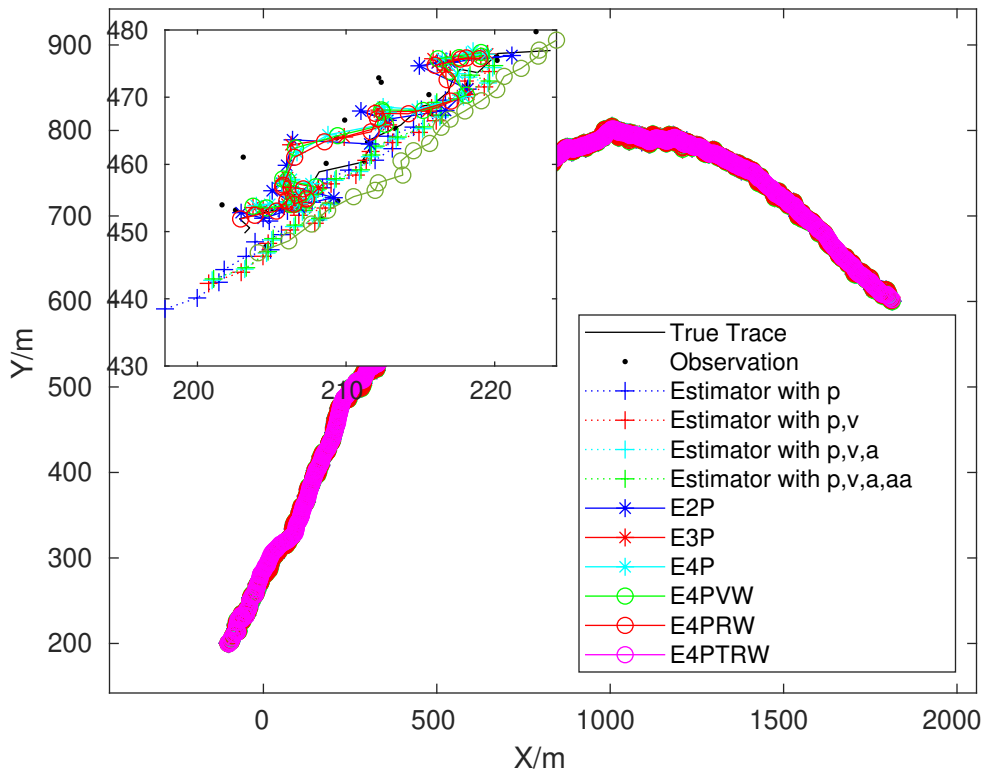 900
800
700
600
500
400
300
200
Y/m
480
470
460
450
440
430
200
210
220
True Trace
Observation
Estimator with p
Estimator with p,v
Estimator with p,v,a
Estimator with p,v,a,aa
E2P
E3P
E4P
E4PVW
E4PRW
E4PTRW
0
500
1000
1500
2000
X/m